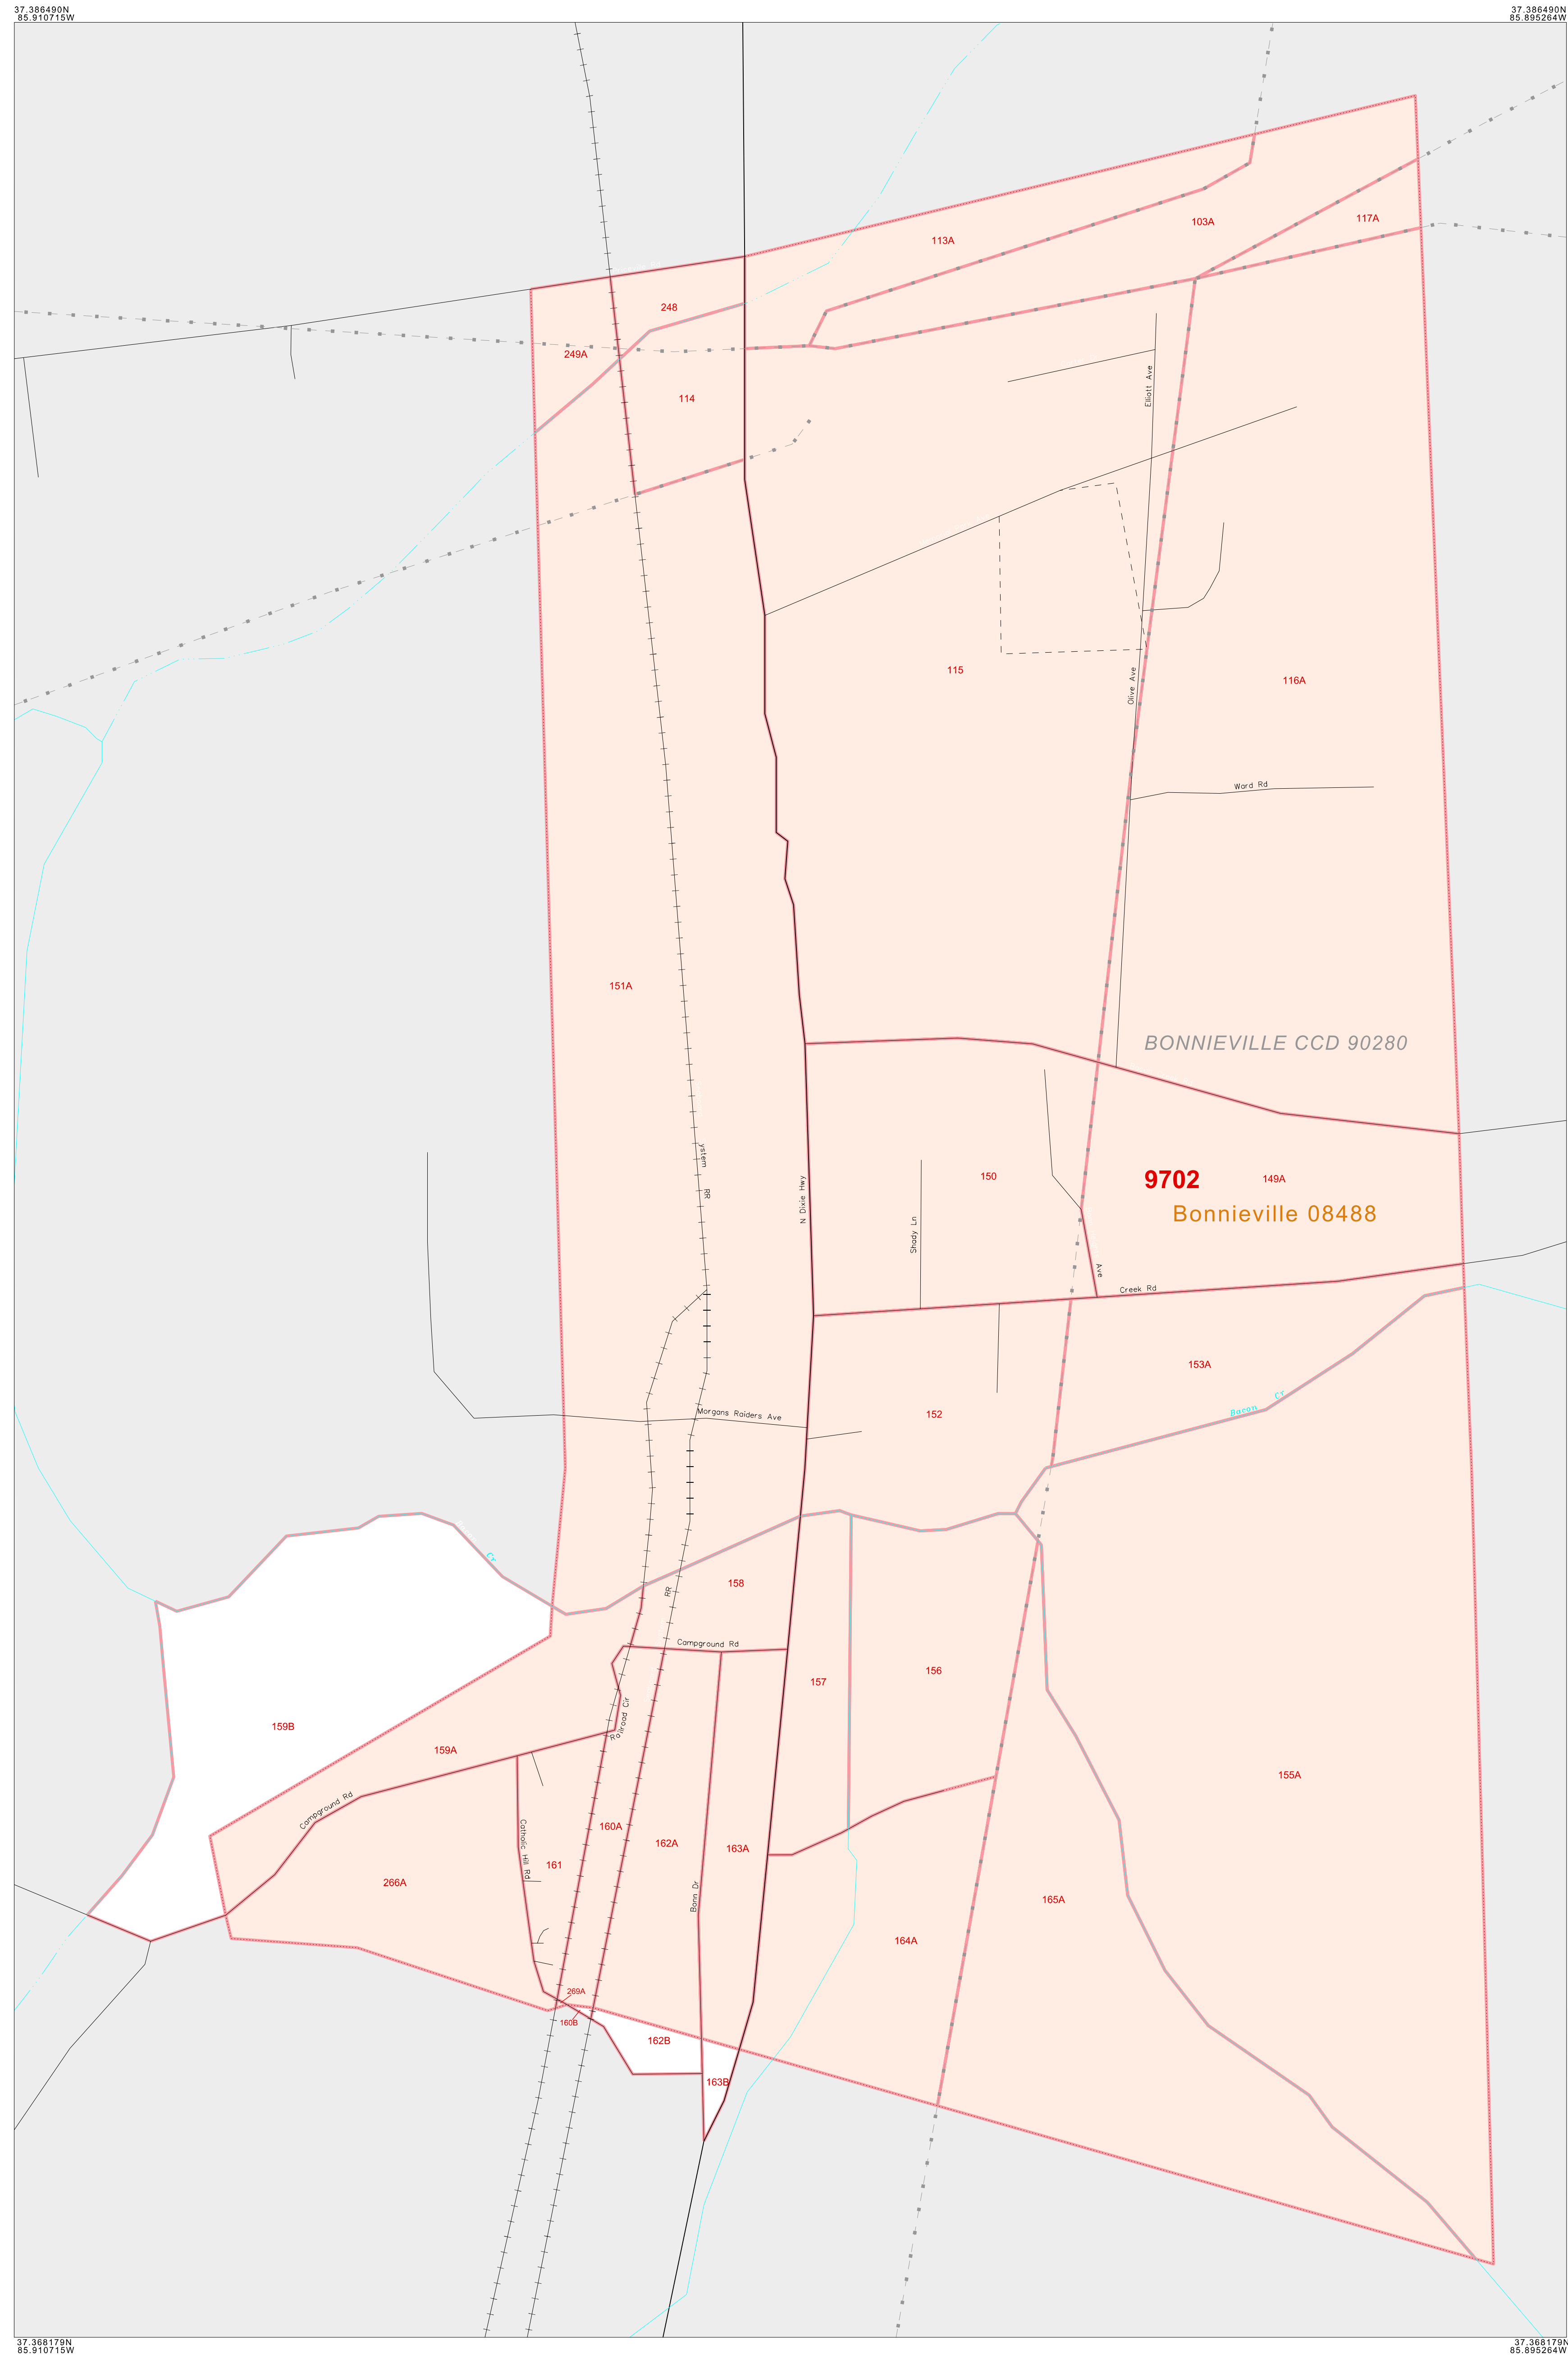 37.386490N
85.910715W
37.386490N
85.895264W
117A
103A
113A
248
249A
114
Elliott Ave
115
Olive Ave
116A
Word Rd
151A
BONNIEVILLE CCD 90280
ystem RR
N Dixie Hwy
150
9702
149A
Bonnieville 08488
Shady Ln
Ave
Creek Rd
153A
Bacon Cr
Morgans Raiders Ave
152
Cr
158
RR
Campground Rd
157
156
159B
Railroad Cir
159A
155A
Campground Rd
160A
162A
163A
Catholic Hill Rd
161
266A
Bonn Dr
165A
164A
269A
160B
162B
163B
37.368179N
85.910715W
37.368179N
85.895264W